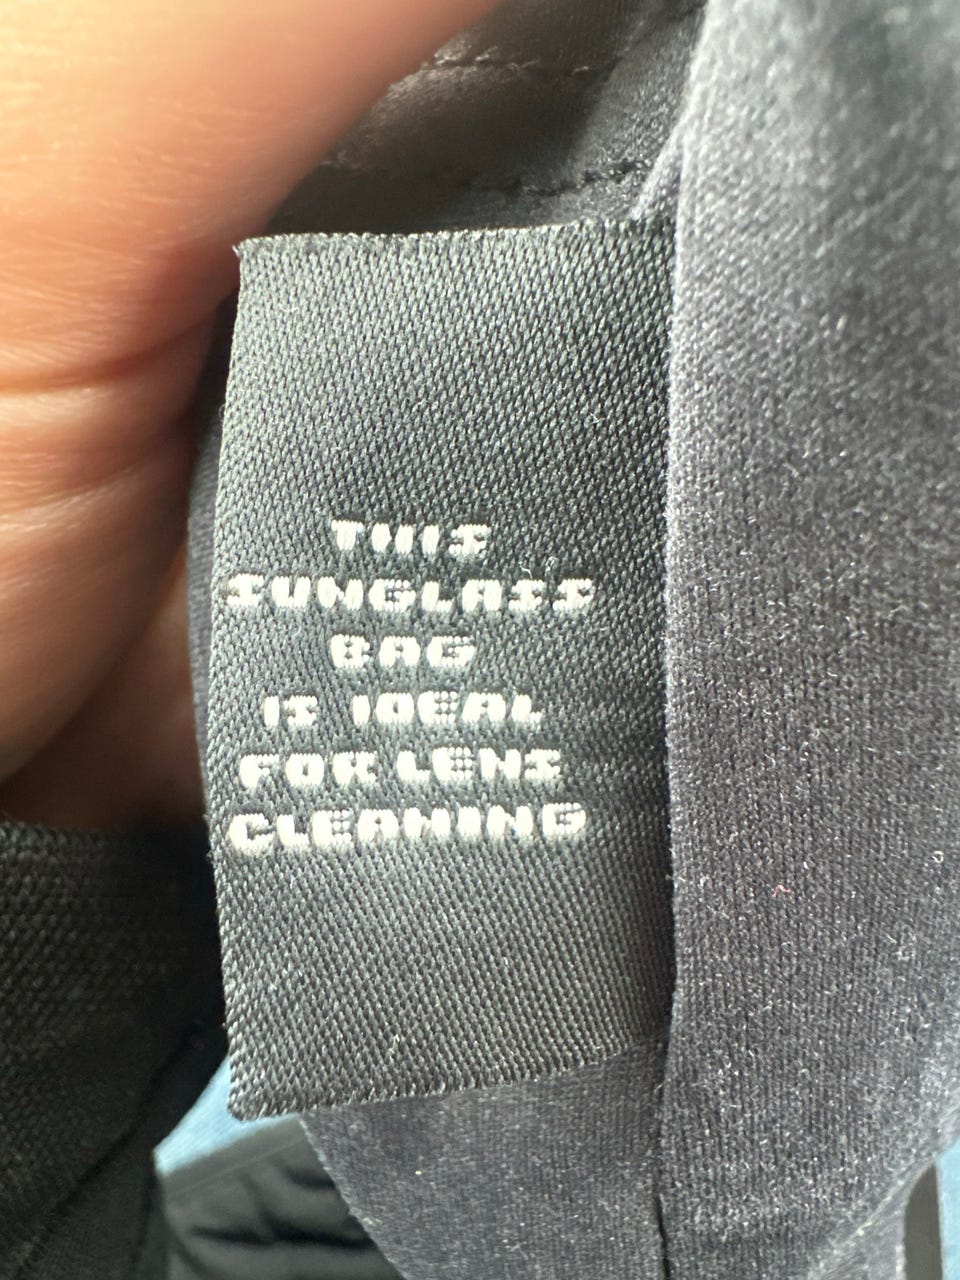 THIS
SUNGLASS
BAG
IS IDEAL
FOR LENS
CLEANING